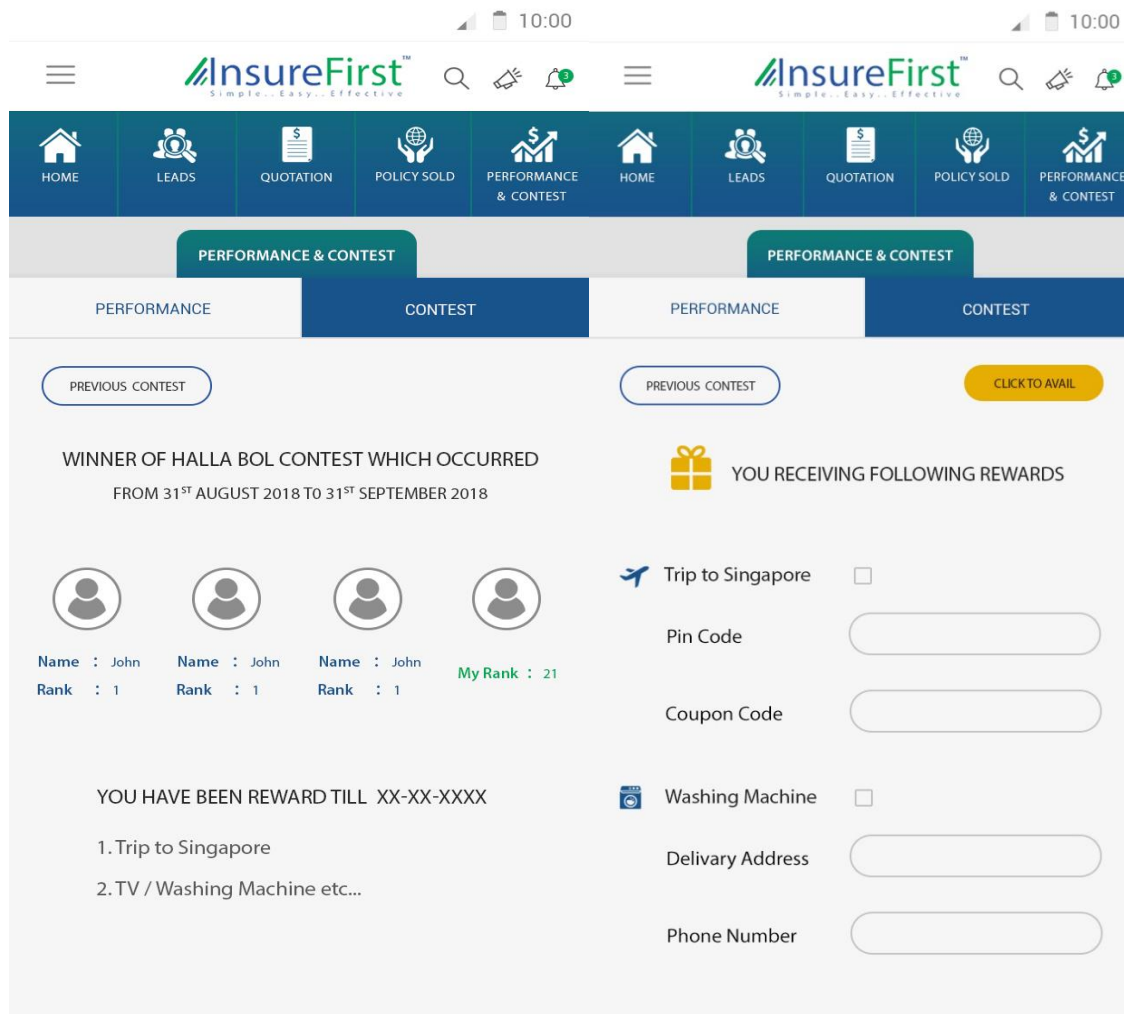 10:00
InsureFirst™
Simple..Easy..Effective
3
HOME
LEADS
QUOTATION
POLICY SOLD
PERFORMANCE
& CONTEST
PERFORMANCE & CONTEST
PERFORMANCE
CONTEST
PREVIOUS CONTEST
WINNER OF HALLA BOL CONTEST WHICH OCCURRED
FROM 31ST AUGUST 2018 T0 31ST SEPTEMBER 2018
Name : John
Rank : 1
Name : John
Rank : 1
Name : John
Rank : 1
My Rank : 21
YOU HAVE BEEN REWARD TILL XX-XX-XXXX
1. Trip to Singapore
2. TV / Washing Machine etc...
10:00
InsureFirst™
Simple..Easy..Effective
3
HOME
LEADS
QUOTATION
POLICY SOLD
PERFORMANCE
& CONTEST
PERFORMANCE & CONTEST
PERFORMANCE
CONTEST
PREVIOUS CONTEST
CLICK TO AVAIL
YOU RECEIVING FOLLOWING REWARDS
Trip to Singapore
Pin Code
Coupon Code
Washing Machine
Delivary Address
Phone Number